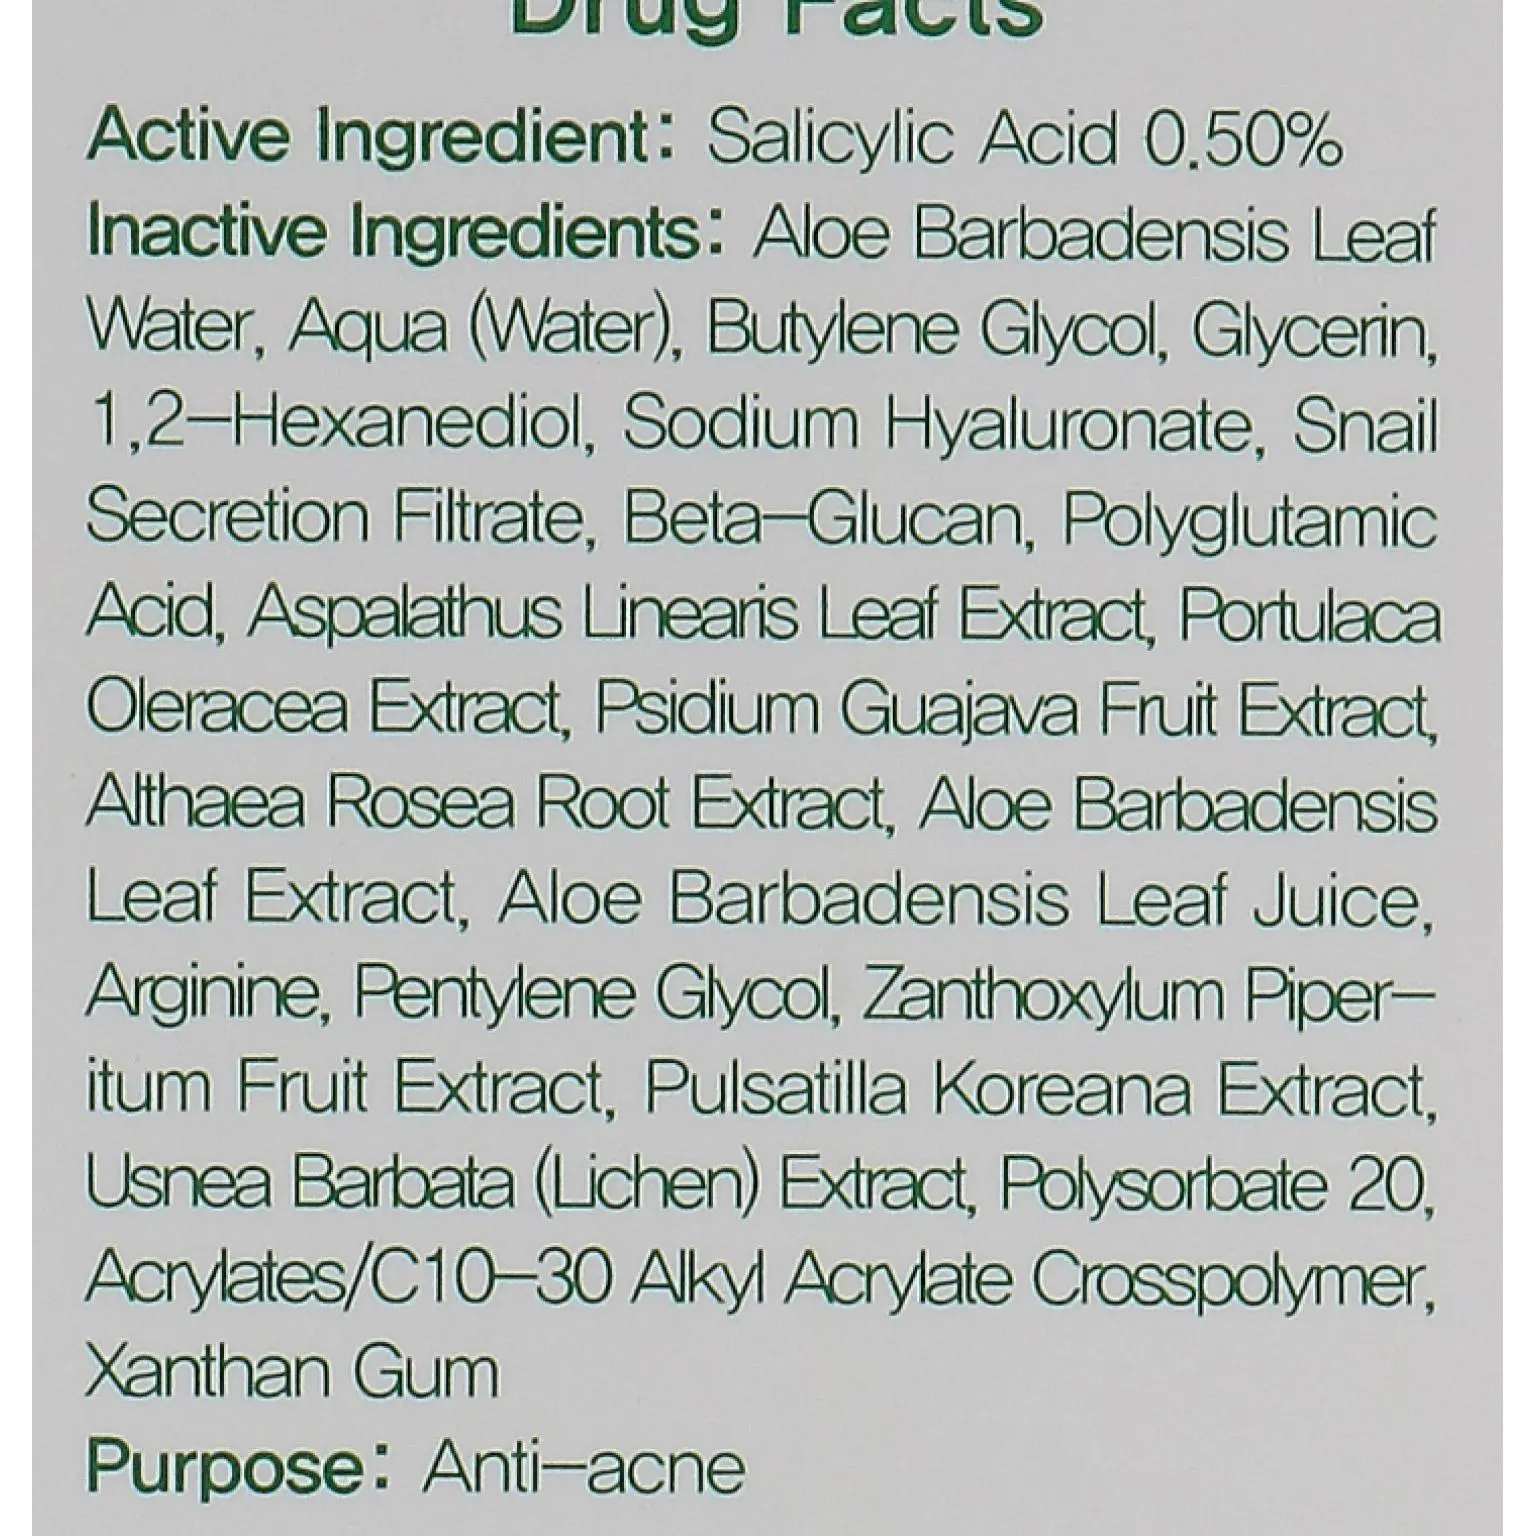 Drug Facts
Active Ingredient: Salicylic Acid 0.50%
Inactive Ingredients: Aloe Barbadensis Leaf
Water, Aqua (Water), Butylene Glycol, Glycerin,
1,2-Hexanediol, Sodium Hyaluronate, Snail
Secretion Filtrate, Beta-Glucan, Polyglutamic
Acid, Aspalathus Linearis Leaf Extract, Portulaca
Oleracea Extract, Psidium Guajava Fruit Extract,
Althaea Rosea Root Extract, Aloe Barbadensis
Leaf Extract, Aloe Barbadensis Leaf Juice,
Arginine, Pentylene Glycol, Zanthoxylum Piper-
itum Fruit Extract, Pulsatilla Koreana Extract,
Usnea Barbata (Lichen) Extract, Polysorbate 20,
Acrylates/C10-30 Alkyl Acrylate Crosspolymer,
Xanthan Gum
Purpose: Anti-acne